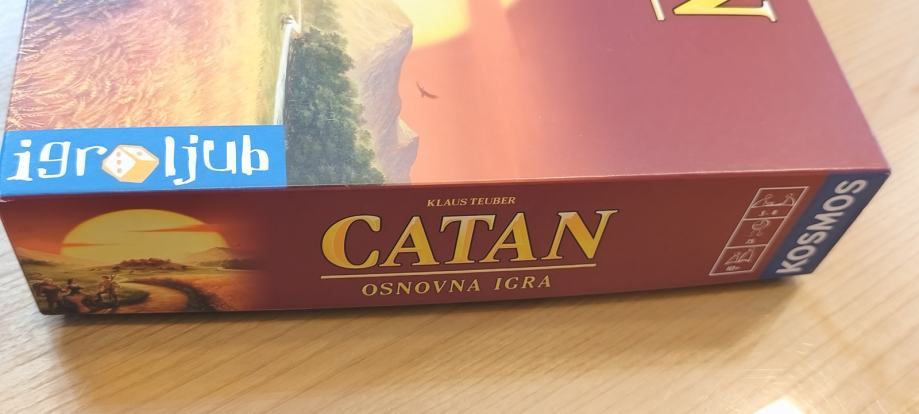 N
igroljub
KLAUS TEUBER
CATAN
OSNOVNA IGRA
KOSMOS